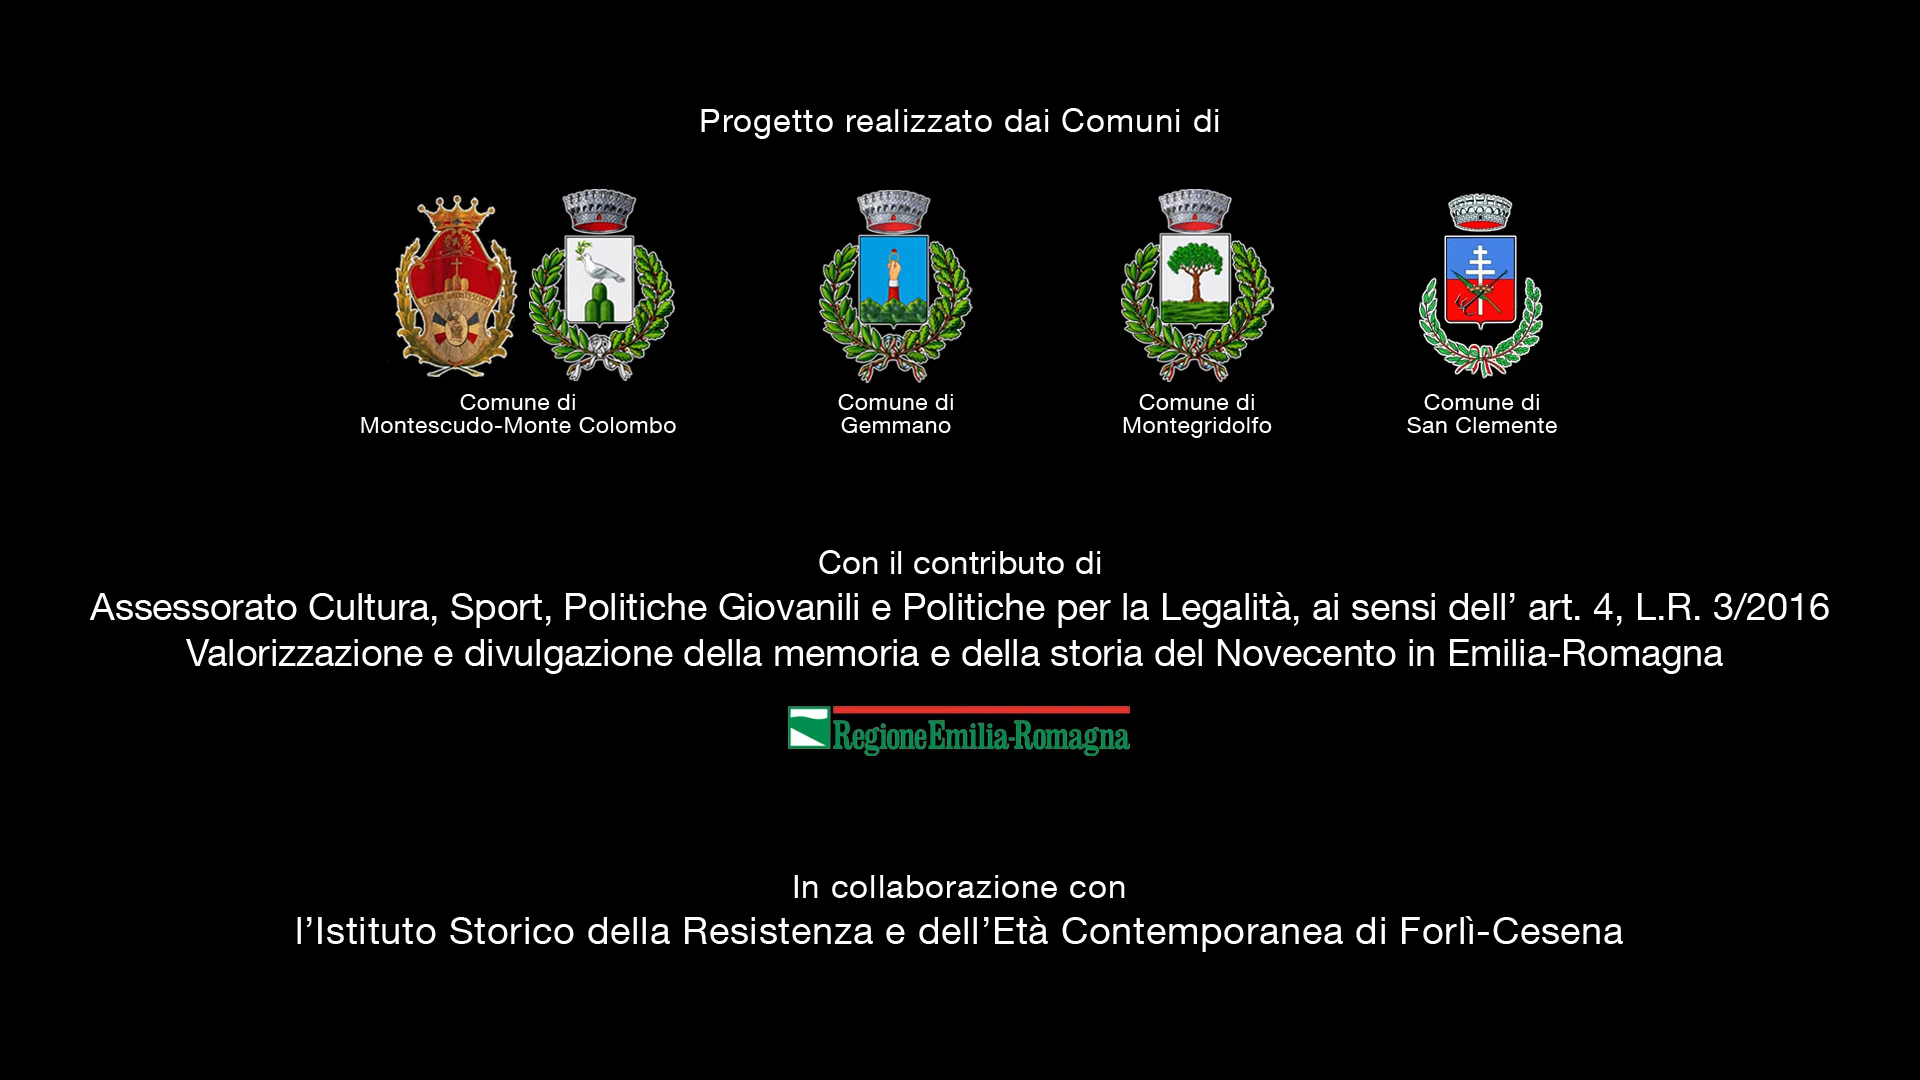 Progetto realizzato dai Comuni di
Comune di
Montescudo-Monte Colombo
Comune di
Gemmano
Comune di
Montegridolfo
Comune di
San Clemente
Con il contributo di
Assessorato Cultura, Sport, Politiche Giovanili e Politiche per la Legalità, ai sensi dell’ art. 4, L.R. 3/2016
Valorizzazione e divulgazione della memoria e della storia del Novecento in Emilia-Romagna
RegioneEmilia-Romagna
In collaborazione con
l’Istituto Storico della Resistenza e dell’Età Contemporanea di Forlì-Cesena